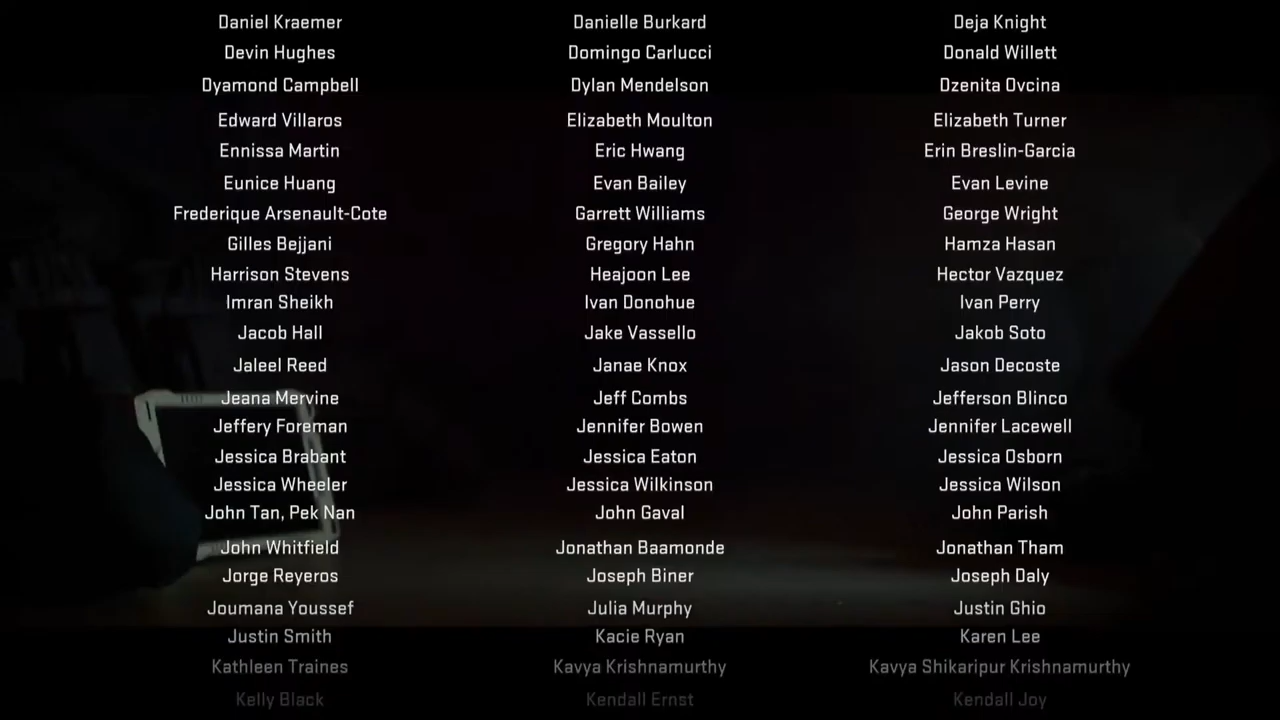 Daniel Kraemer Danielle Burkard Deja Knight
Devin Hughes Domingo Carlucci Donald Willett
Dyamond Campbell Dylan Mendelson Dzenita Ovcina
Edward Villaros Elizabeth Moulton Elizabeth Turner
Ennissa Martin Eric Hwang Erin Breslin-Garcia
Eunice Huang Evan Bailey Evan Levine
Frederique Arsenault-Cote Garrett Williams George Wright
Gilles Bejjani Gregory Hahn Hamza Hasan
Harrison Stevens Heajoon Lee Hector Vazquez
Imran Sheikh Ivan Donohue Ivan Perry
Jacob Hall Jake Vassello Jakob Soto
Jaleel Reed Janae Knox Jason Decoste
Jeana Mervine Jeff Combs Jefferson Blinco
Jeffery Foreman Jennifer Bowen Jennifer Lacewell
Jessica Brabant Jessica Eaton Jessica Osborn
Jessica Wheeler Jessica Wilkinson Jessica Wilson
John Tan, Pek Nan John Gaval John Parish
John Whitfield Jonathan Baamonde Jonathan Tham
Jorge Reyeros Joseph Biner Joseph Daly
Joumana Youssef Julia Murphy Justin Ghio
Justin Smith Kacie Ryan Karen Lee
Kathleen Traines Kavya Krishnamurthy Kavya Shikaripur Krishnamurthy
Kelly Black Kendall Ernst Kendall Joy